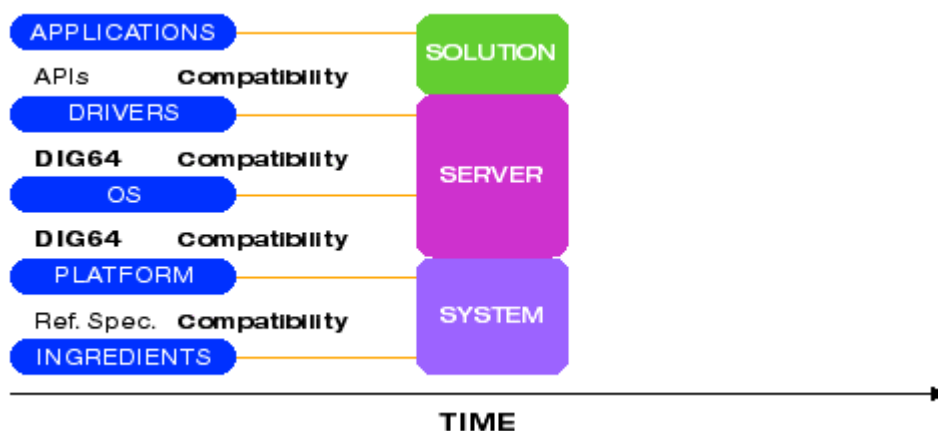 APPLICATIONS
SOLUTION
APIs Compatibility
DRIVERS
DIG64 Compatibility
SERVER
OS
DIG64 Compatibility
PLATFORM
SYSTEM
Ref. Spec. Compatibility
INGREDIENTS
TIME